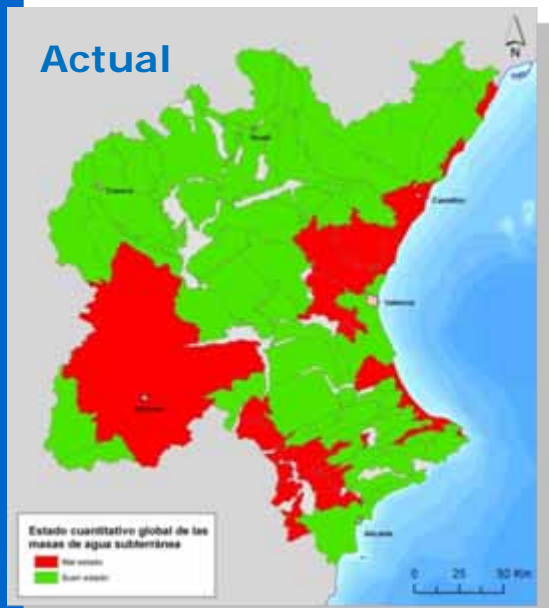 Actual
N
Teruel
Cuenca
Castellón
Valencia
Albacete
Alicante
Estado cuantitativo global de las
masas de agua subterránea
Mal estado
Buen estado
0 25 50 Km